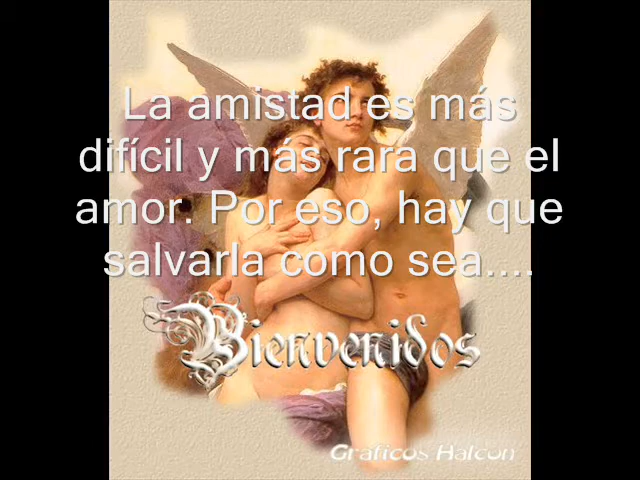 La amistad es más
difícil y más rara que el
amor. Por eso, hay que
salvarla como sea....
Bienvenidos
Graficos Halcon